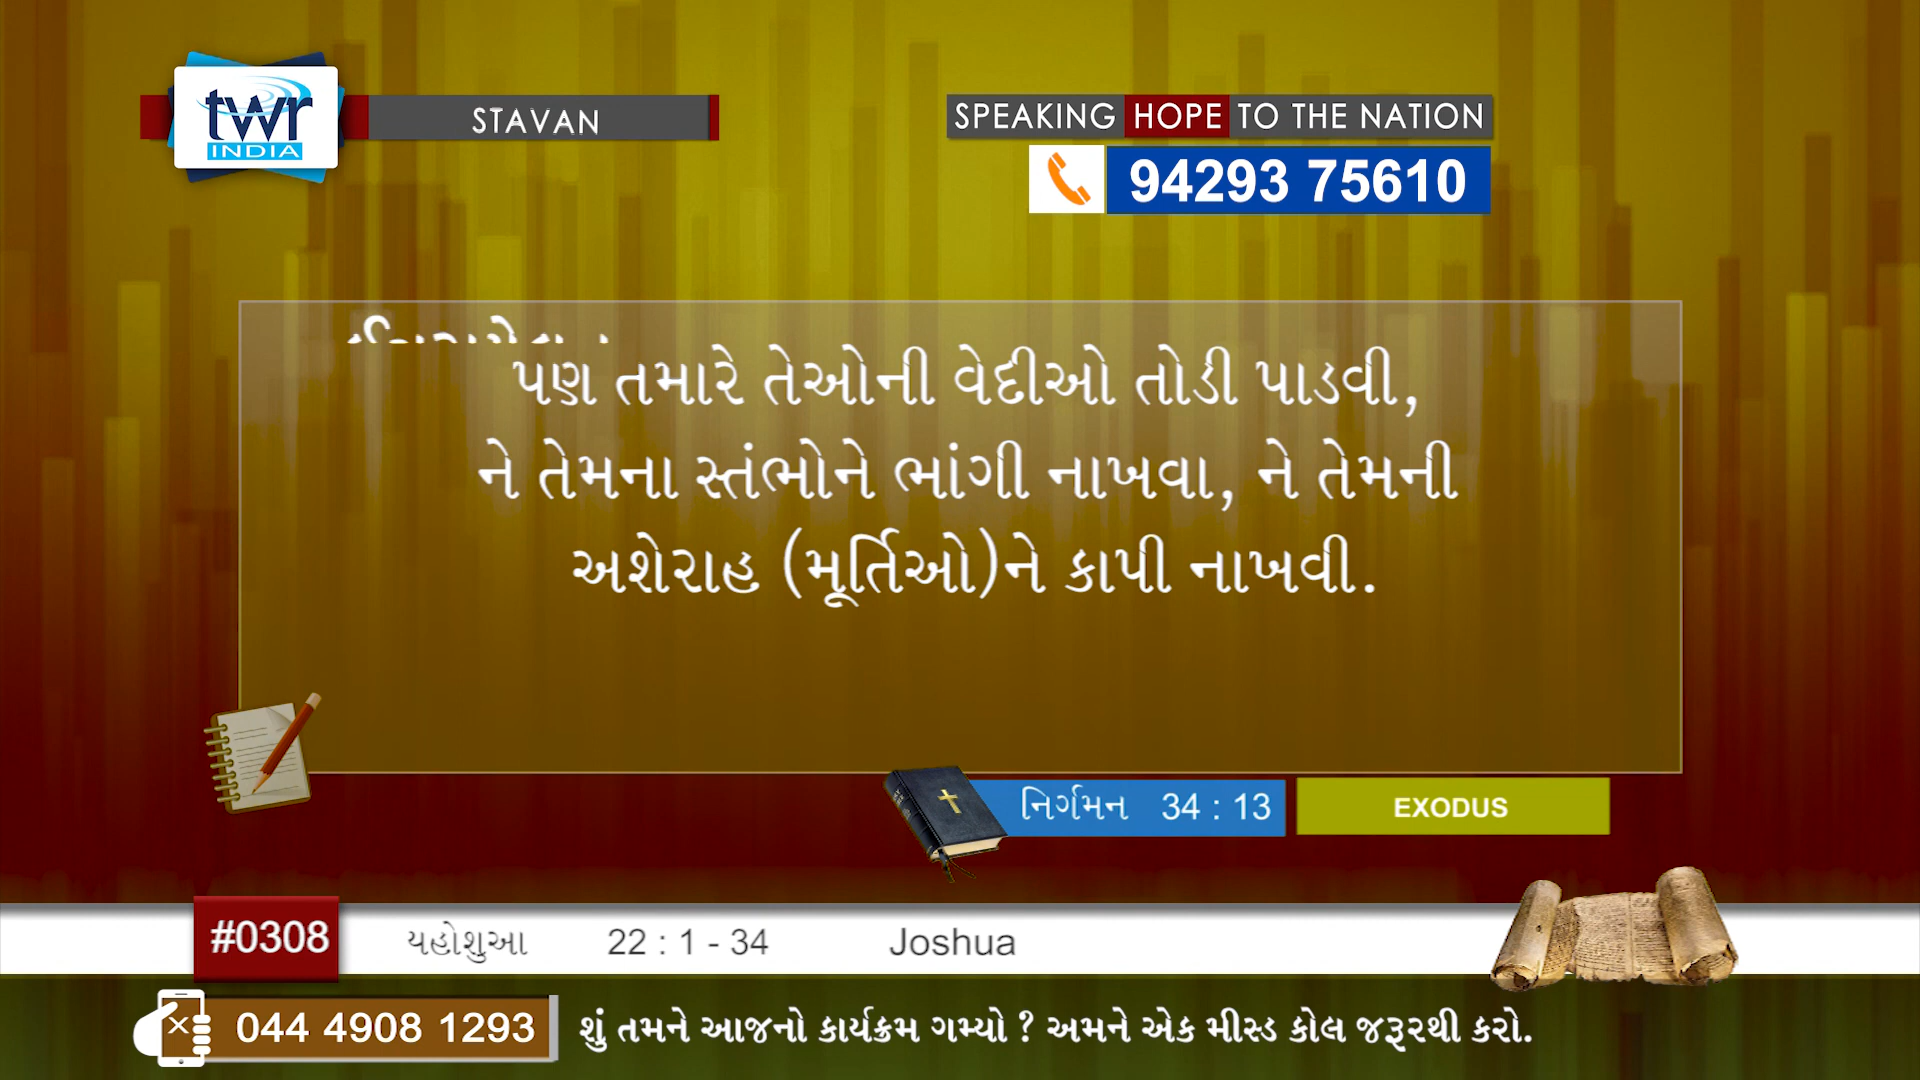 twr
INDIA
STAVAN
SPEAKING HOPE TO THE NATION
94293 75610
પણ તમારે તેઓની વેદીઓ તોડી પાડવી,
ને તેમના સ્તંભોને ભાંગી નાખવા, ને તેમની
અશેરાહ (મૂર્તિઓ)ને કાપી નાખવી.
નિર્ગમન 34 : 13
EXODUS
#0308 યહોશુઆ 22 : 1 - 34 Joshua
044 4908 1293 શું તમને આજનો કાર્યક્રમ ગમ્યો ? અમને એક મીસ્ડ કોલ જરૂરથી કરો.